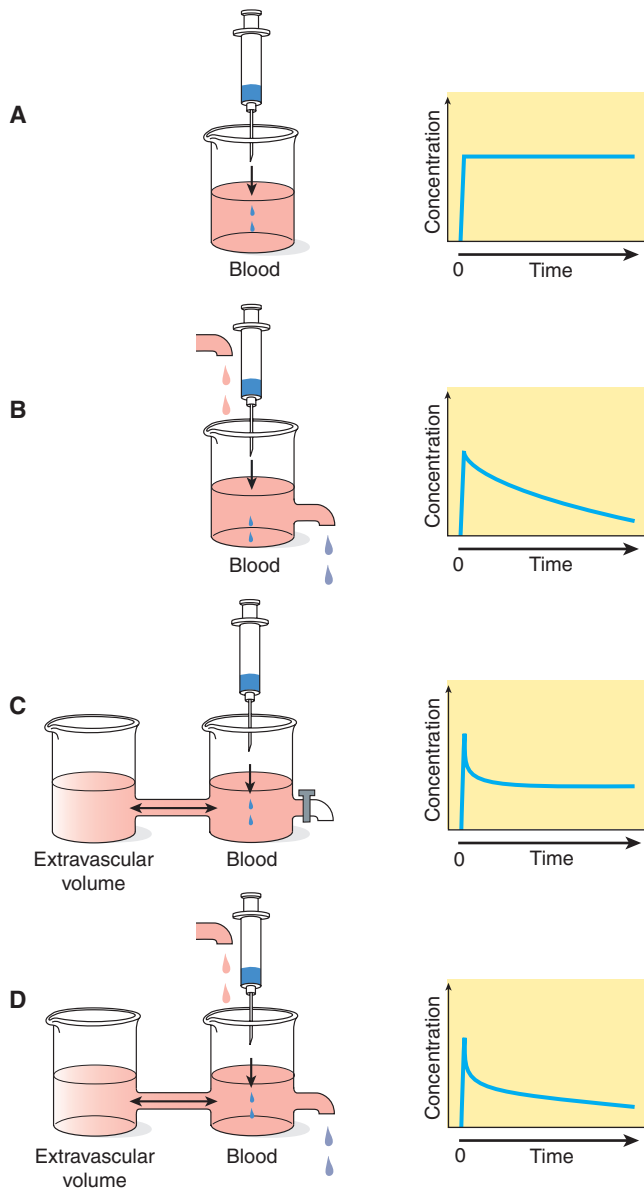 A
Blood
Concentration
0
Time
B
Blood
Concentration
0
Time
C
Extravascular
volume
Blood
Concentration
0
Time
D
Extravascular
volume
Blood
Concentration
0
Time